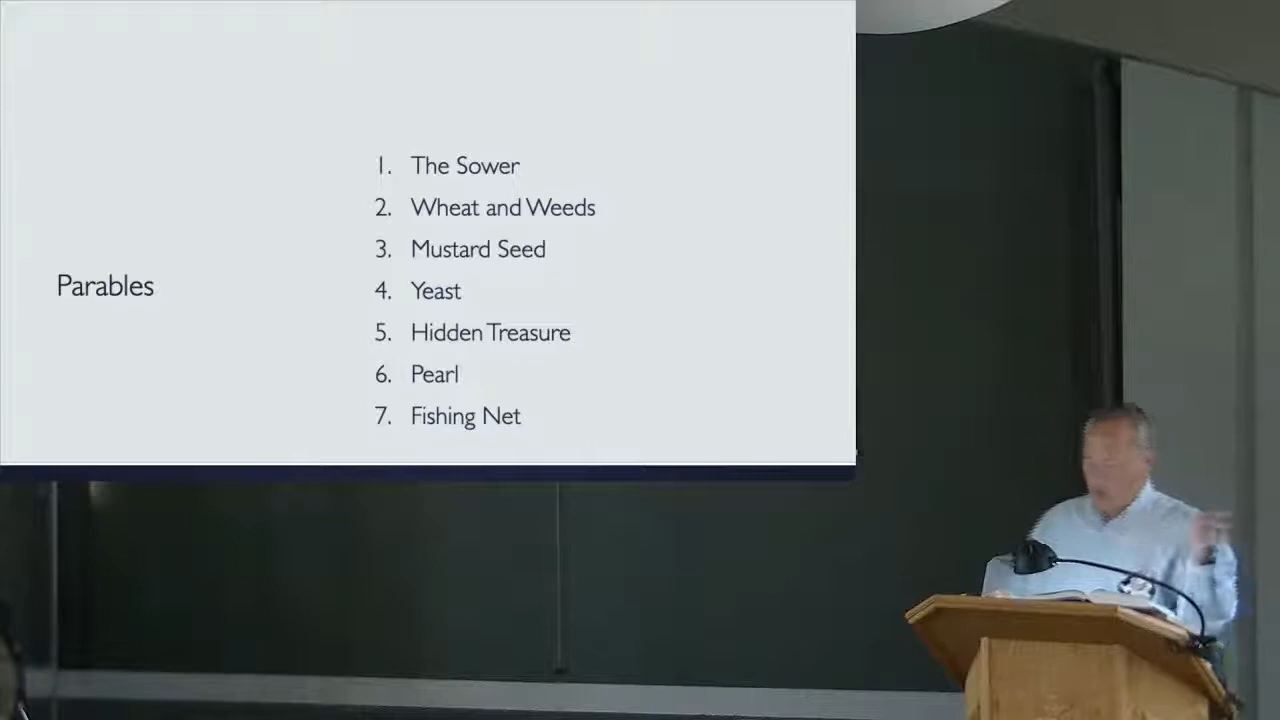 Parables
1. The Sower
2. Wheat and Weeds
3. Mustard Seed
4. Yeast
5. Hidden Treasure
6. Pearl
7. Fishing Net